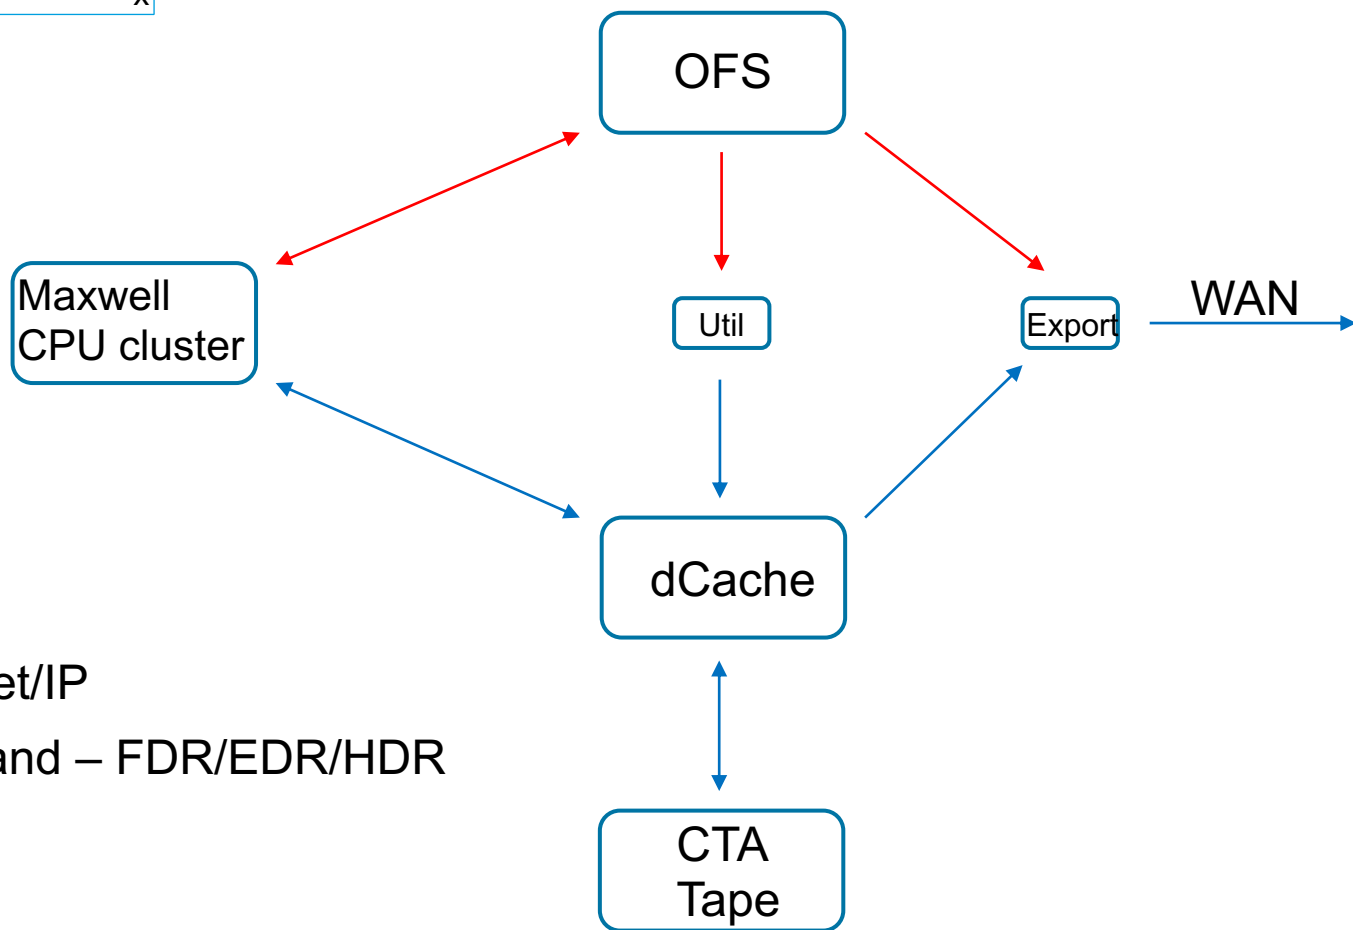 x
OFS
Maxwell
CPU cluster
Util
Export
WAN
dCache
et/IP
and – FDR/EDR/HDR
CTA
Tape